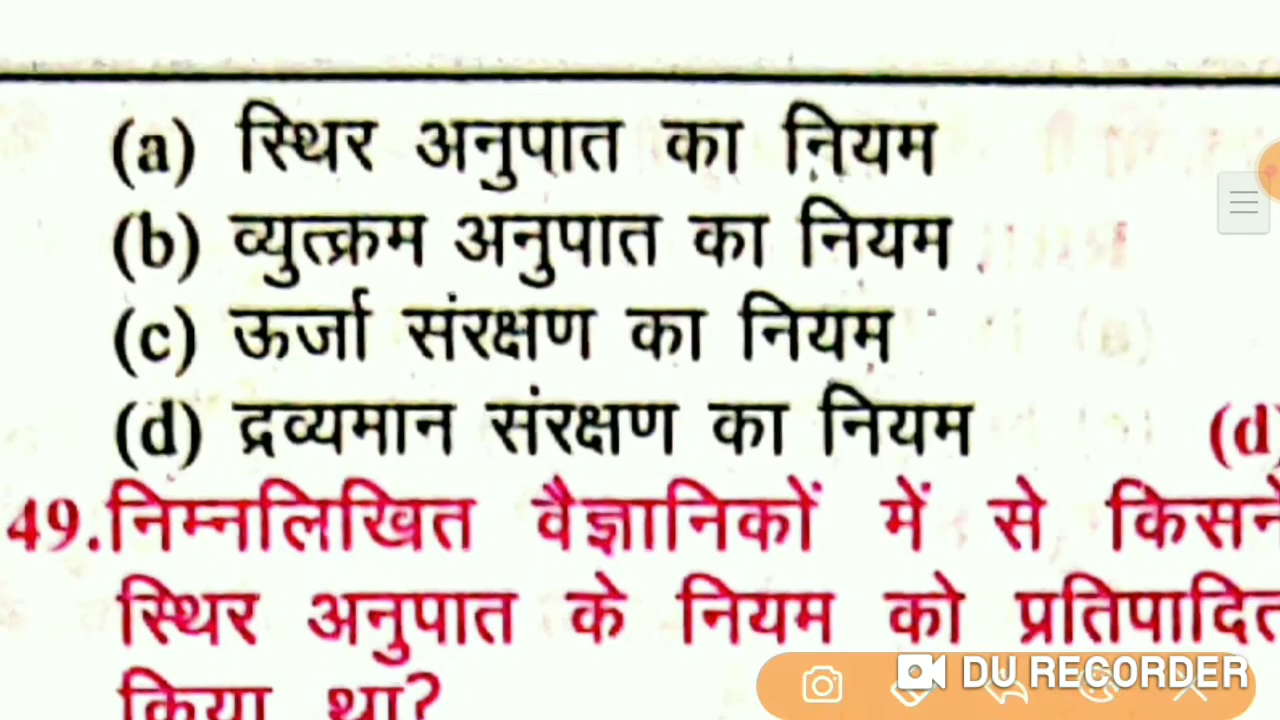 (a) स्थिर अनुपात का नियम
(b) व्युत्क्रम अनुपात का नियम
(c) ऊर्जा संरक्षण का नियम
(d) द्रव्यमान संरक्षण का नियम (d)
49.निम्नलिखित वैज्ञानिकों में से किसने
स्थिर अनुपात के नियम को प्रतिपादित
किया था?
DU RECORDER